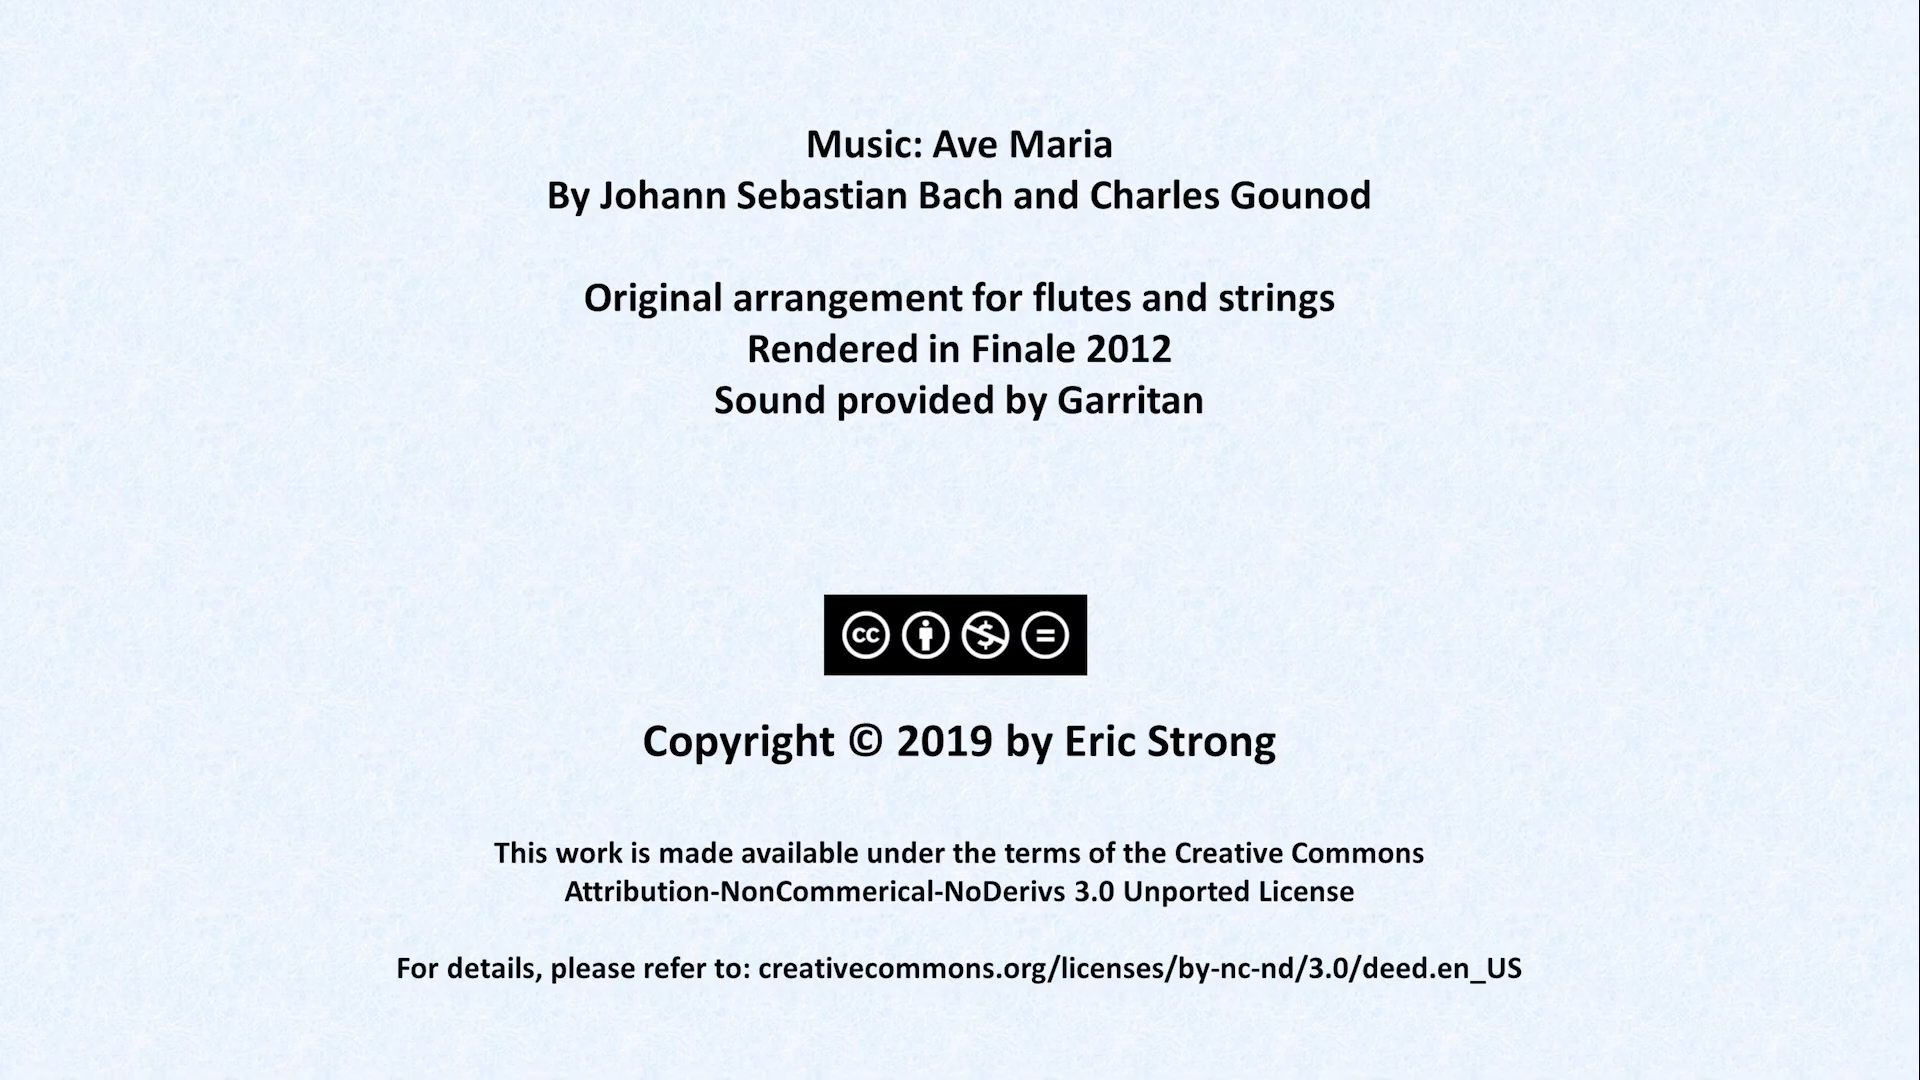 Music: Ave Maria
By Johann Sebastian Bach and Charles Gounod
Original arrangement for flutes and strings
Rendered in Finale 2012
Sound provided by Garritan
cc $ =
Copyright © 2019 by Eric Strong
This work is made available under the terms of the Creative Commons
Attribution-NonCommerical-NoDerivs 3.0 Unported License
For details, please refer to: creativecommons.org/licenses/by-nc-nd/3.0/deed.en_US